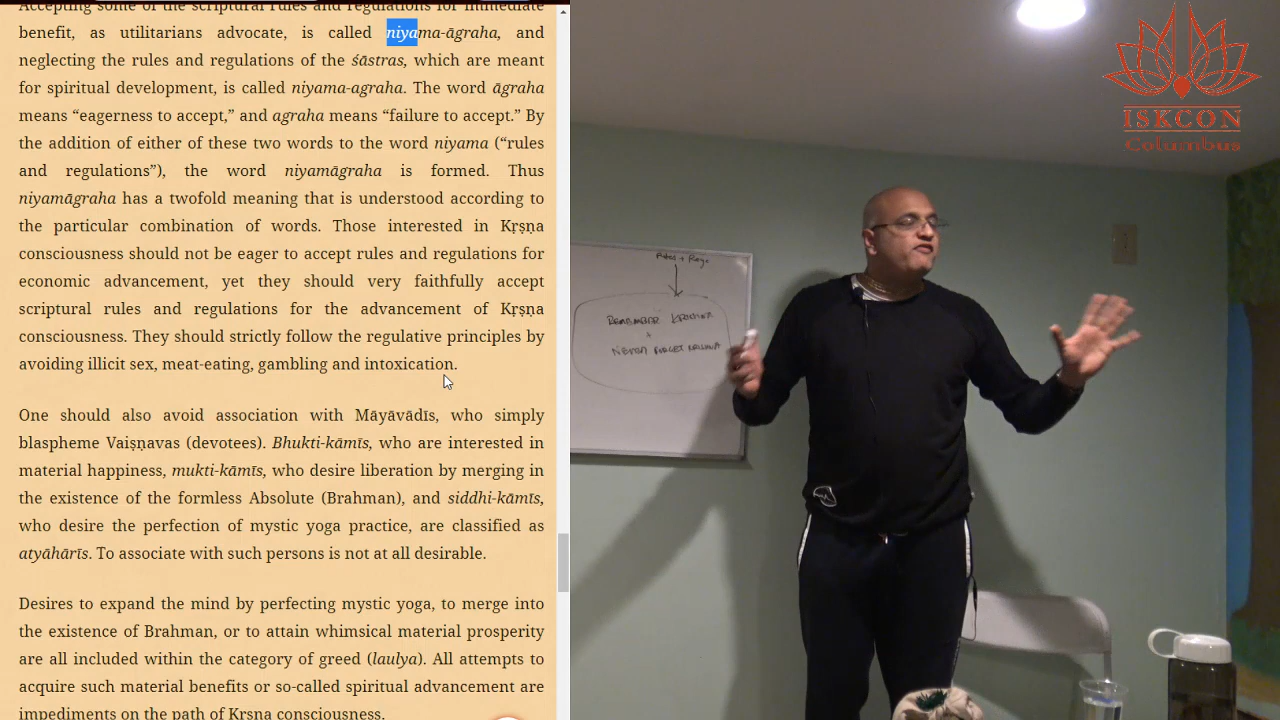 Accepting some of the scriptural rules and regulations for immediate
benefit, as utilitarians advocate, is called niyama-āgraha, and
neglecting the rules and regulations of the śāstras, which are meant
for spiritual development, is called niyama-agraha. The word āgraha
means “eagerness to accept,” and agraha means “failure to accept.” By
the addition of either of these two words to the word niyama (“rules
and regulations”), the word niyamāgraha is formed. Thus
niyamāgraha has a twofold meaning that is understood according to
the particular combination of words. Those interested in Kṛṣṇa
consciousness should not be eager to accept rules and regulations for
economic advancement, yet they should very faithfully accept
scriptural rules and regulations for the advancement of Kṛṣṇa
consciousness. They should strictly follow the regulative principles by
avoiding illicit sex, meat-eating, gambling and intoxication.
One should also avoid association with Māyāvādīs, who simply
blaspheme Vaiṣṇavas (devotees). Bhukti-kāmīs, who are interested in
material happiness, mukti-kāmīs, who desire liberation by merging in
the existence of the formless Absolute (Brahman), and siddhi-kāmīs,
who desire the perfection of mystic yoga practice, are classified as
atyāhārīs. To associate with such persons is not at all desirable.
Desires to expand the mind by perfecting mystic yoga, to merge into
the existence of Brahman, or to attain whimsical material prosperity
are all included within the category of greed (laulya). All attempts to
acquire such material benefits or so-called spiritual advancement are
impediments on the path of Kṛṣṇa consciousness.
REMEMBER KRISHNA
+
NEVER FORGET KRISHNA
ISKCON
Columbus